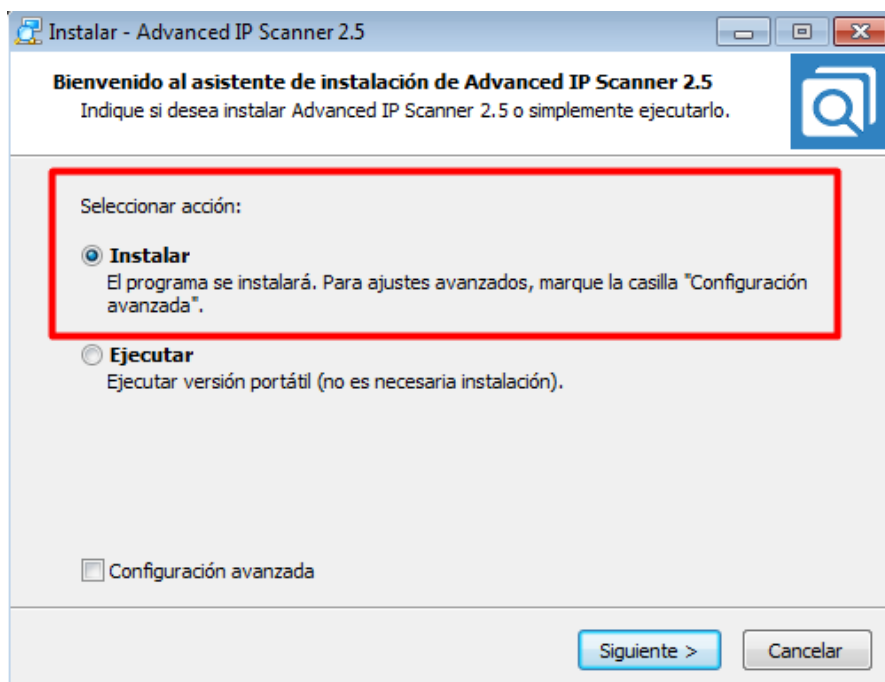 Instalar - Advanced IP Scanner 2.5
Bienvenido al asistente de instalación de Advanced IP Scanner 2.5
Indique si desea instalar Advanced IP Scanner 2.5 o simplemente ejecutarlo.
Seleccionar acción:
Instalar
El programa se instalará. Para ajustes avanzados, marque la casilla "Configuración
avanzada".
Ejecutar
Ejecutar versión portátil (no es necesaria instalación).
Configuración avanzada
Siguiente >
Cancelar